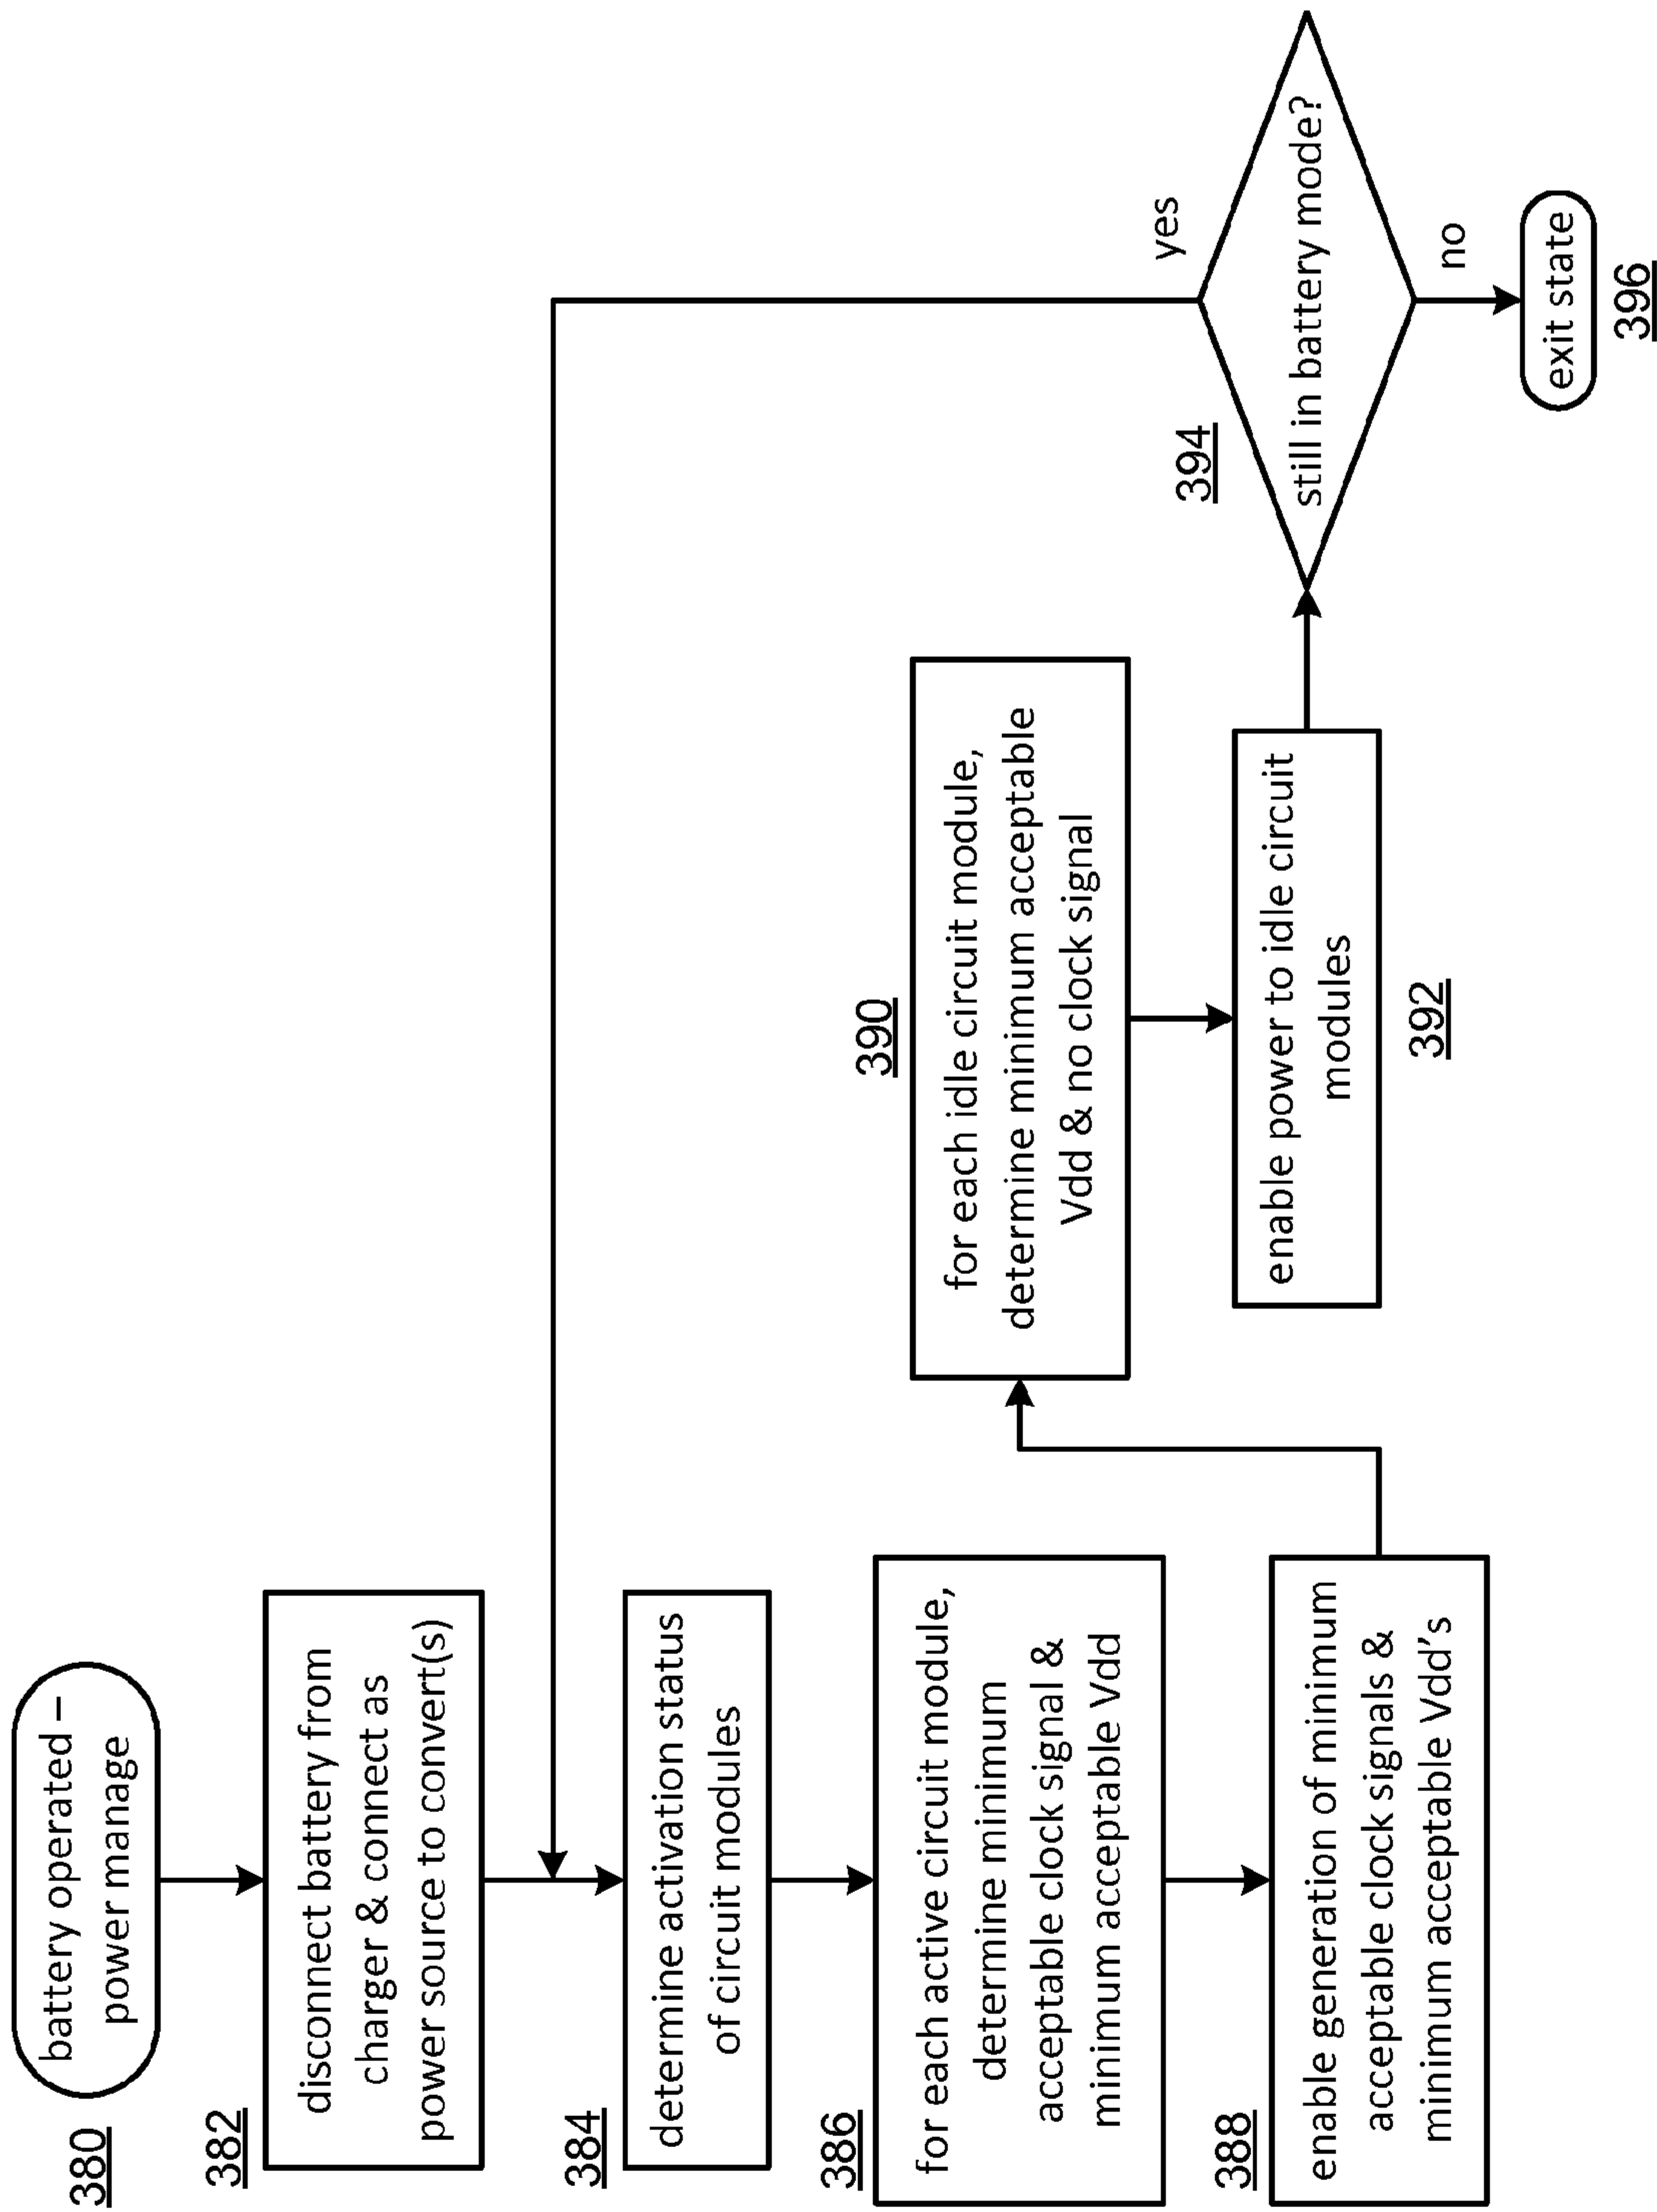 380
battery operated –
power manage
382
disconnect battery from
charger & connect as
power source to convert(s)
384
determine activation status
of circuit modules
386
for each active circuit module,
determine minimum
acceptable clock signal &
minimum acceptable Vdd
388
enable generation of minimum
acceptable clock signals &
minimum acceptable Vdd's
390
for each idle circuit module,
determine minimum acceptable
Vdd & no clock signal
enable power to idle circuit
modules
392
394
still in battery mode?
yes
no
exit state
396